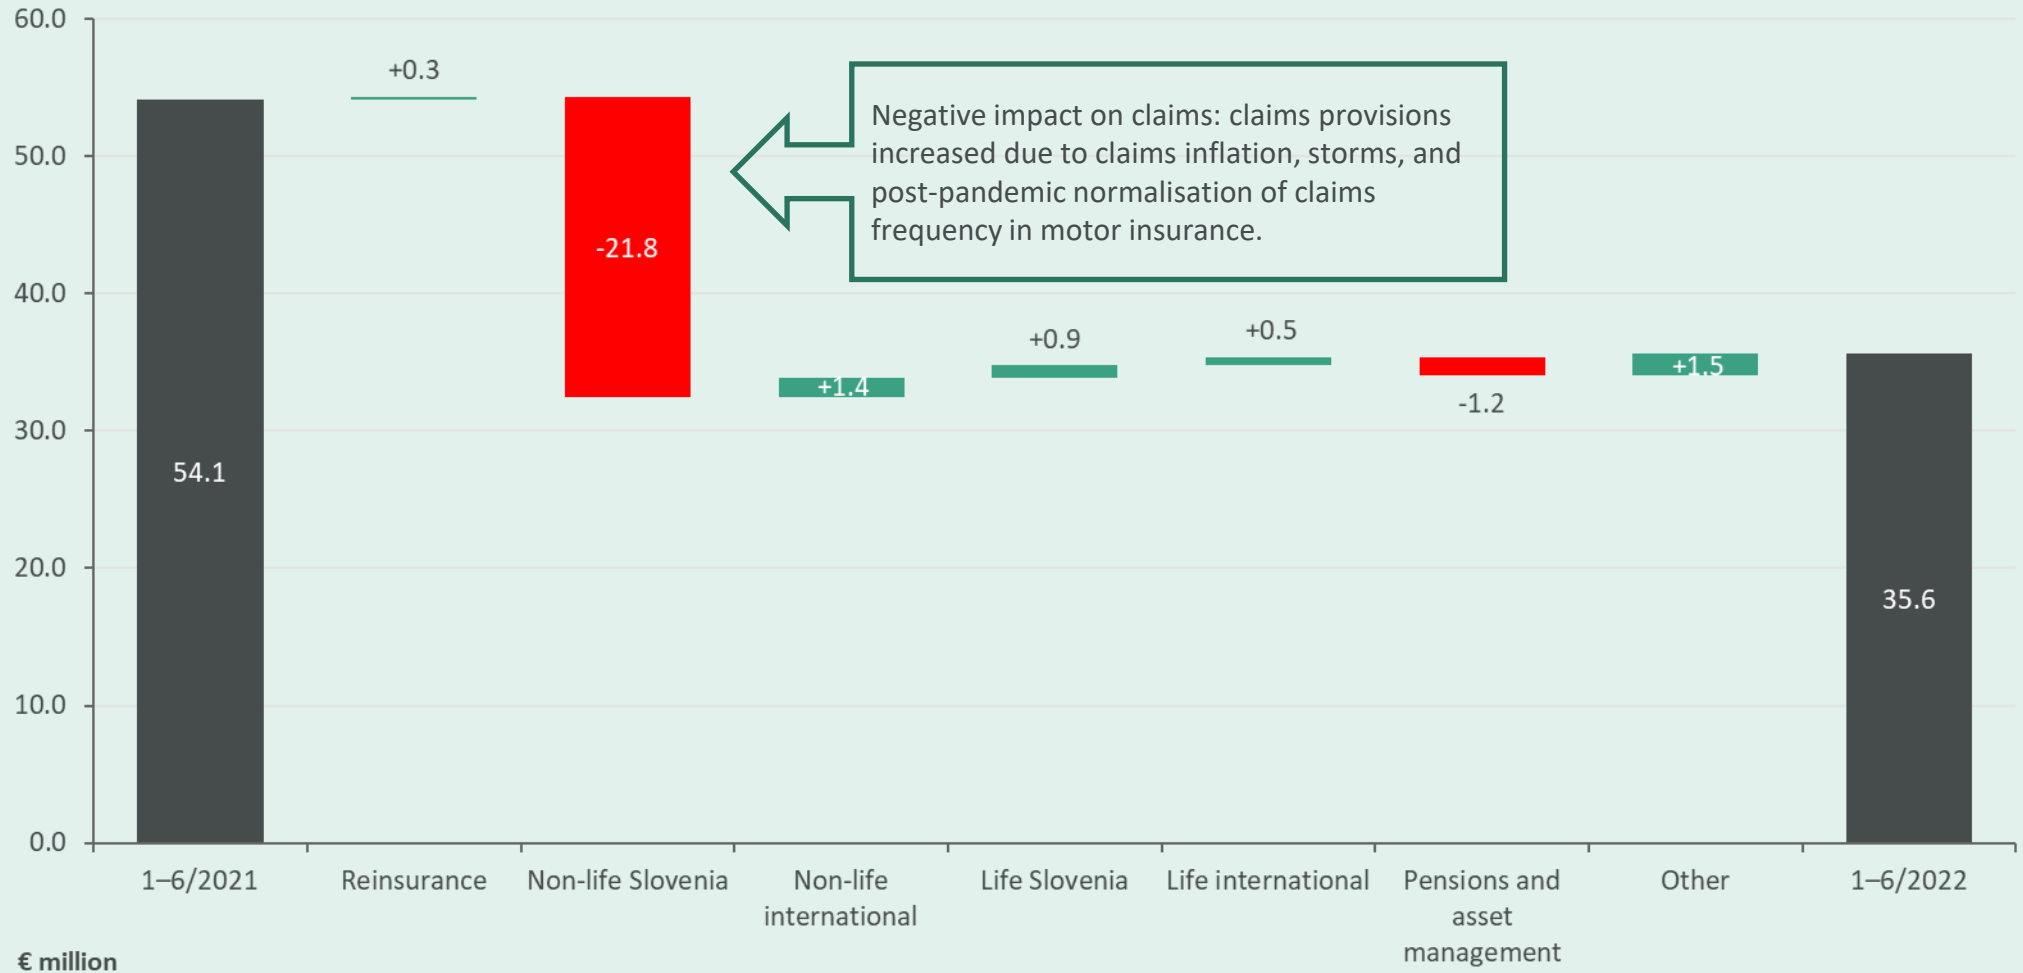 60.0
50.0
40.0
30.0
20.0
10.0
0.0
54.1
+0.3
-21.8
+1.4
+0.9
+0.5
-1.2
+1.5
35.6
Negative impact on claims: claims provisions
increased due to claims inflation, storms, and
post-pandemic normalisation of claims
frequency in motor insurance.
1–6/2021
Reinsurance
Non-life Slovenia
Non-life
international
Life Slovenia
Life international
Pensions and
asset
management
Other
1–6/2022
€ million